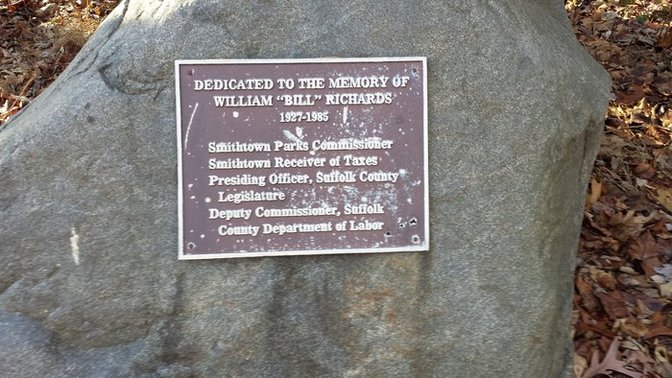 DEDICATED TO THE MEMORY OF
WILLIAM "BILL" RICHARDS
1927-1985
Smithtown Parks Commissioner
Smithtown Receiver of Taxes
Presiding Officer, Suffolk County
Legislature
Deputy Commissioner, Suffolk
County Department of Labor